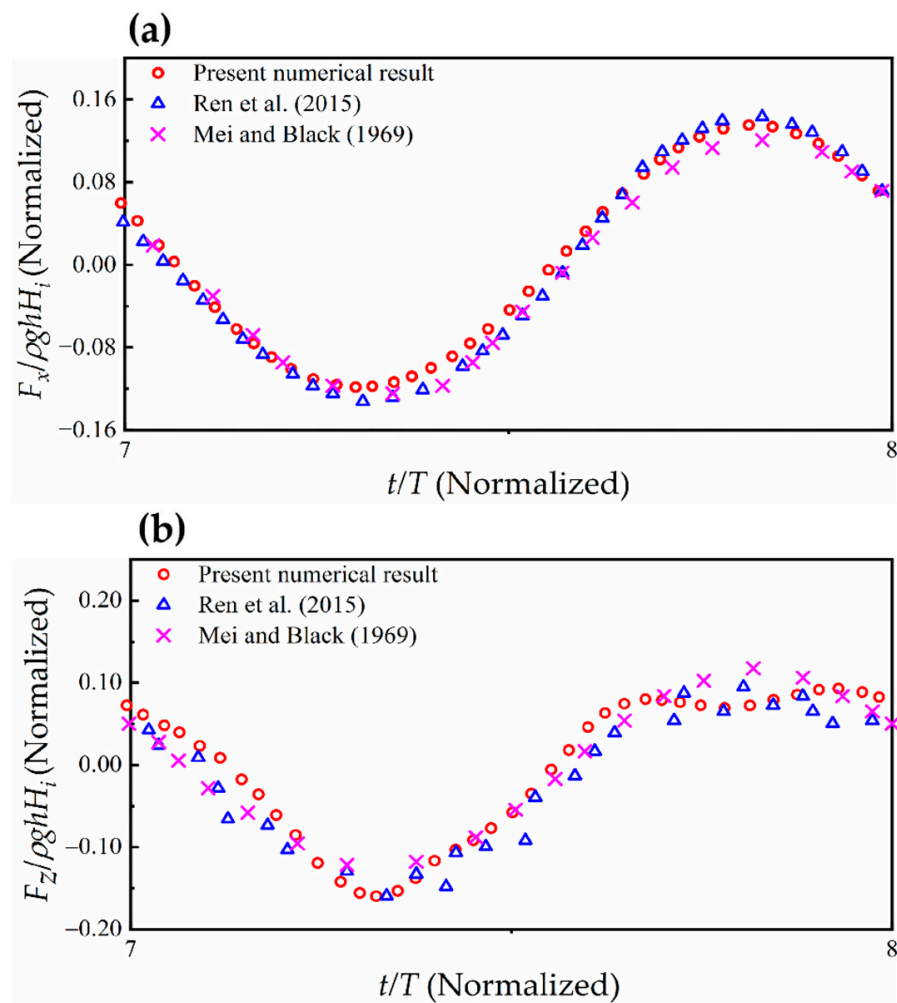 (a)
Present numerical result
Ren et al. (2015)
Mei and Black (1969)
0.16
0.08
0.00
−0.08
−0.16
7
8
Fx/ρghHi (Normalized)
t/T (Normalized)
(b)
Present numerical result
Ren et al. (2015)
Mei and Black (1969)
0.20
0.10
0.00
−0.10
−0.20
7
8
FZ/ρghHi (Normalized)
t/T (Normalized)